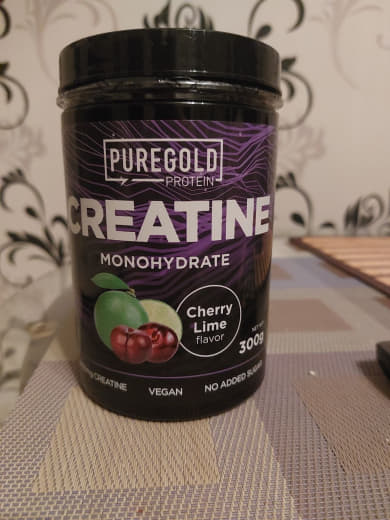 PUREGOLD
PROTEIN
CREATINE
MONOHYDRATE
Cherry
Lime
flavor
300g
CREATINE
VEGAN
NO ADDED SUGAR